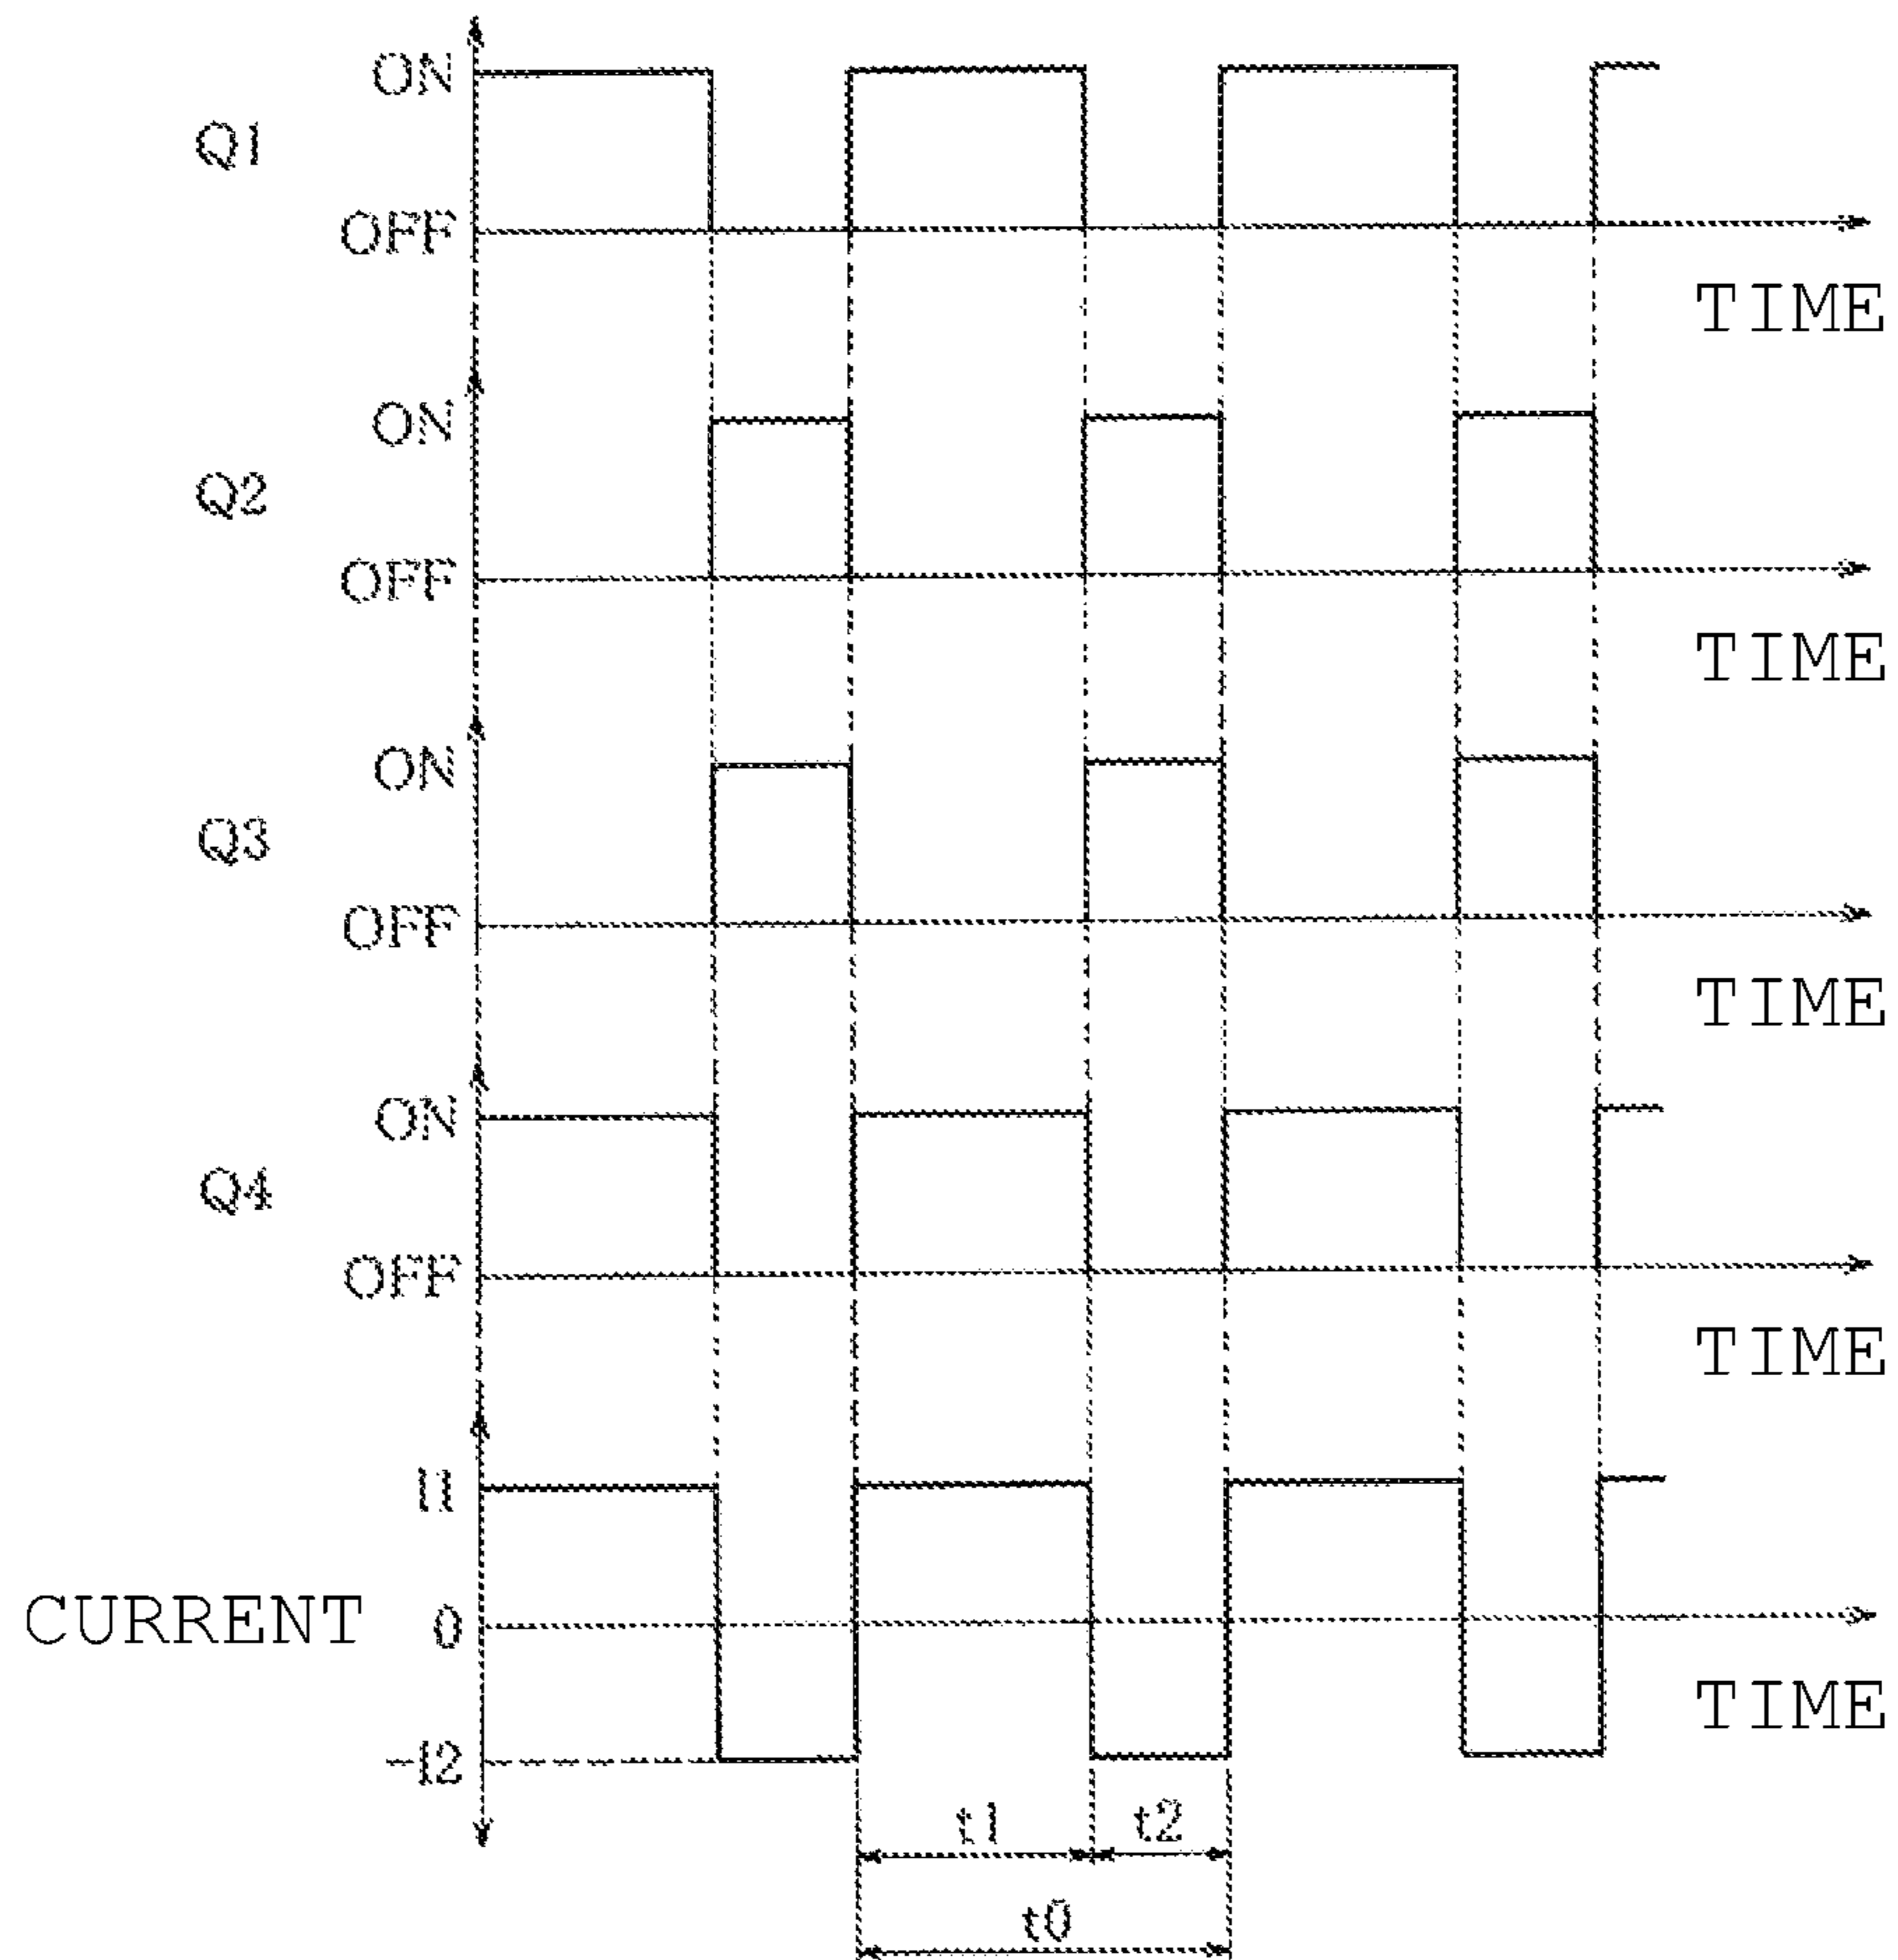 ON
Q1
OFF
TIME
ON
Q2
OFF
TIME
ON
Q3
OFF
TIME
ON
Q4
OFF
TIME
I1
CURRENT 0
TIME
-I2
t1 t2
t0